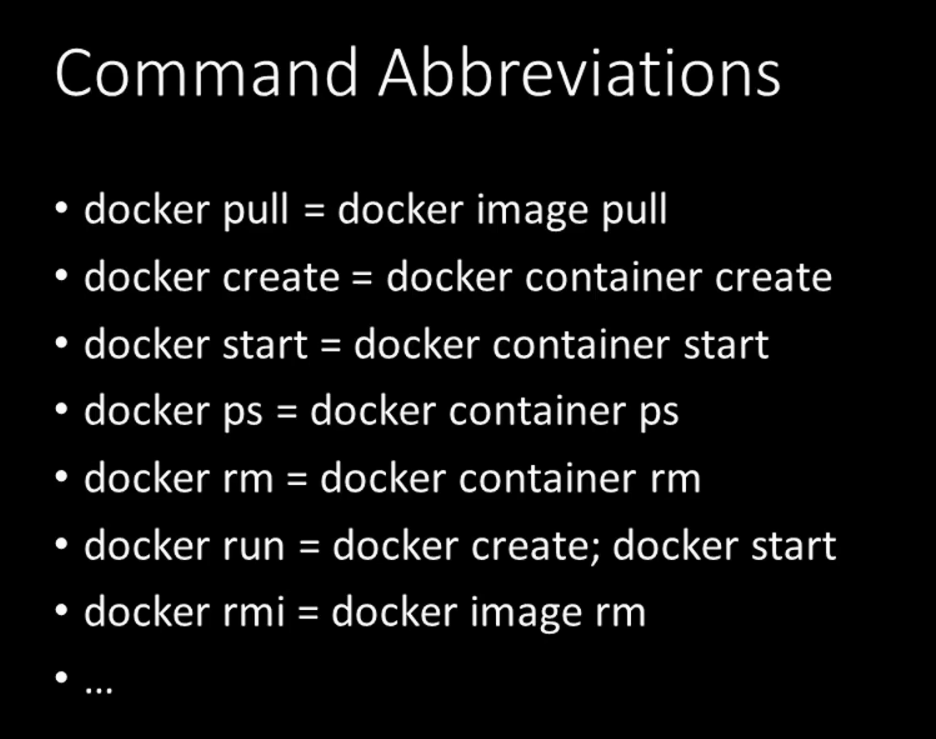 Command Abbreviations
• docker pull = docker image pull
• docker create = docker container create
• docker start = docker container start
• docker ps = docker container ps
• docker rm = docker container rm
• docker run = docker create; docker start
• docker rmi = docker image rm
• ...